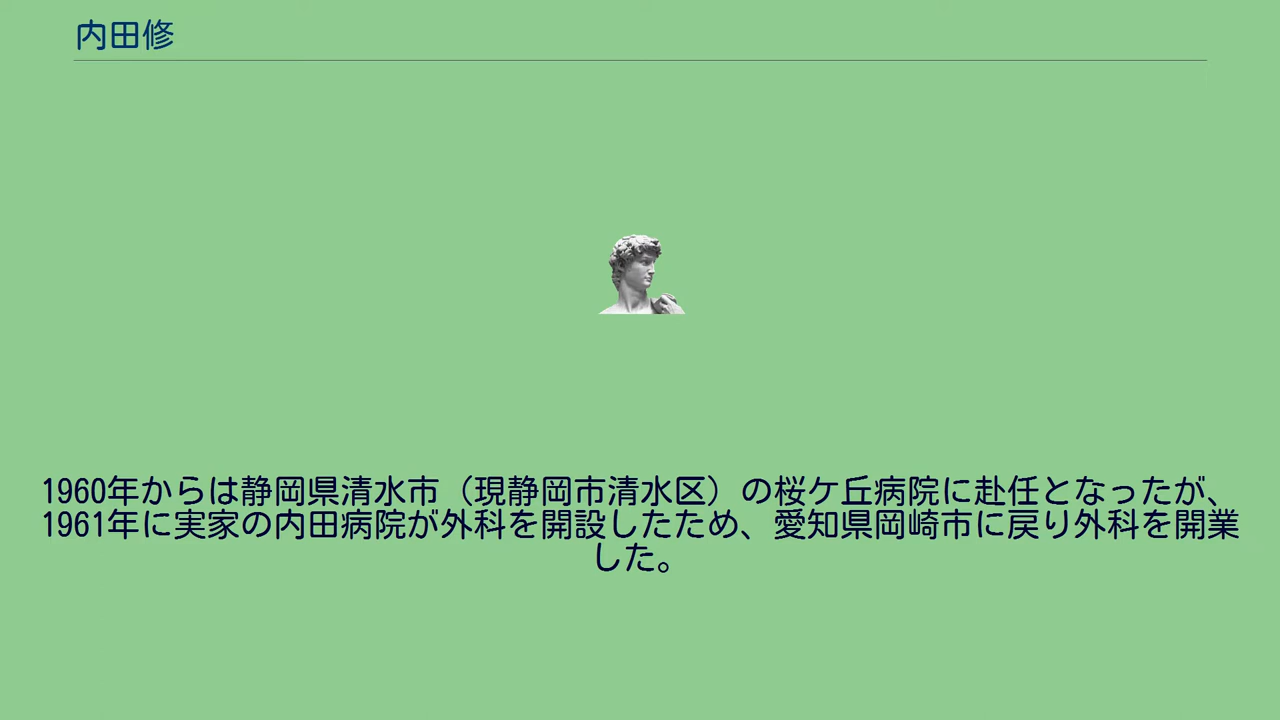 内田修
1960年からは静岡県清水市（現静岡市清水区）の桜ケ丘病院に赴任となったが、
1961年に実家の内田病院が外科を開設したため、愛知県岡崎市に戻り外科を開業
した。